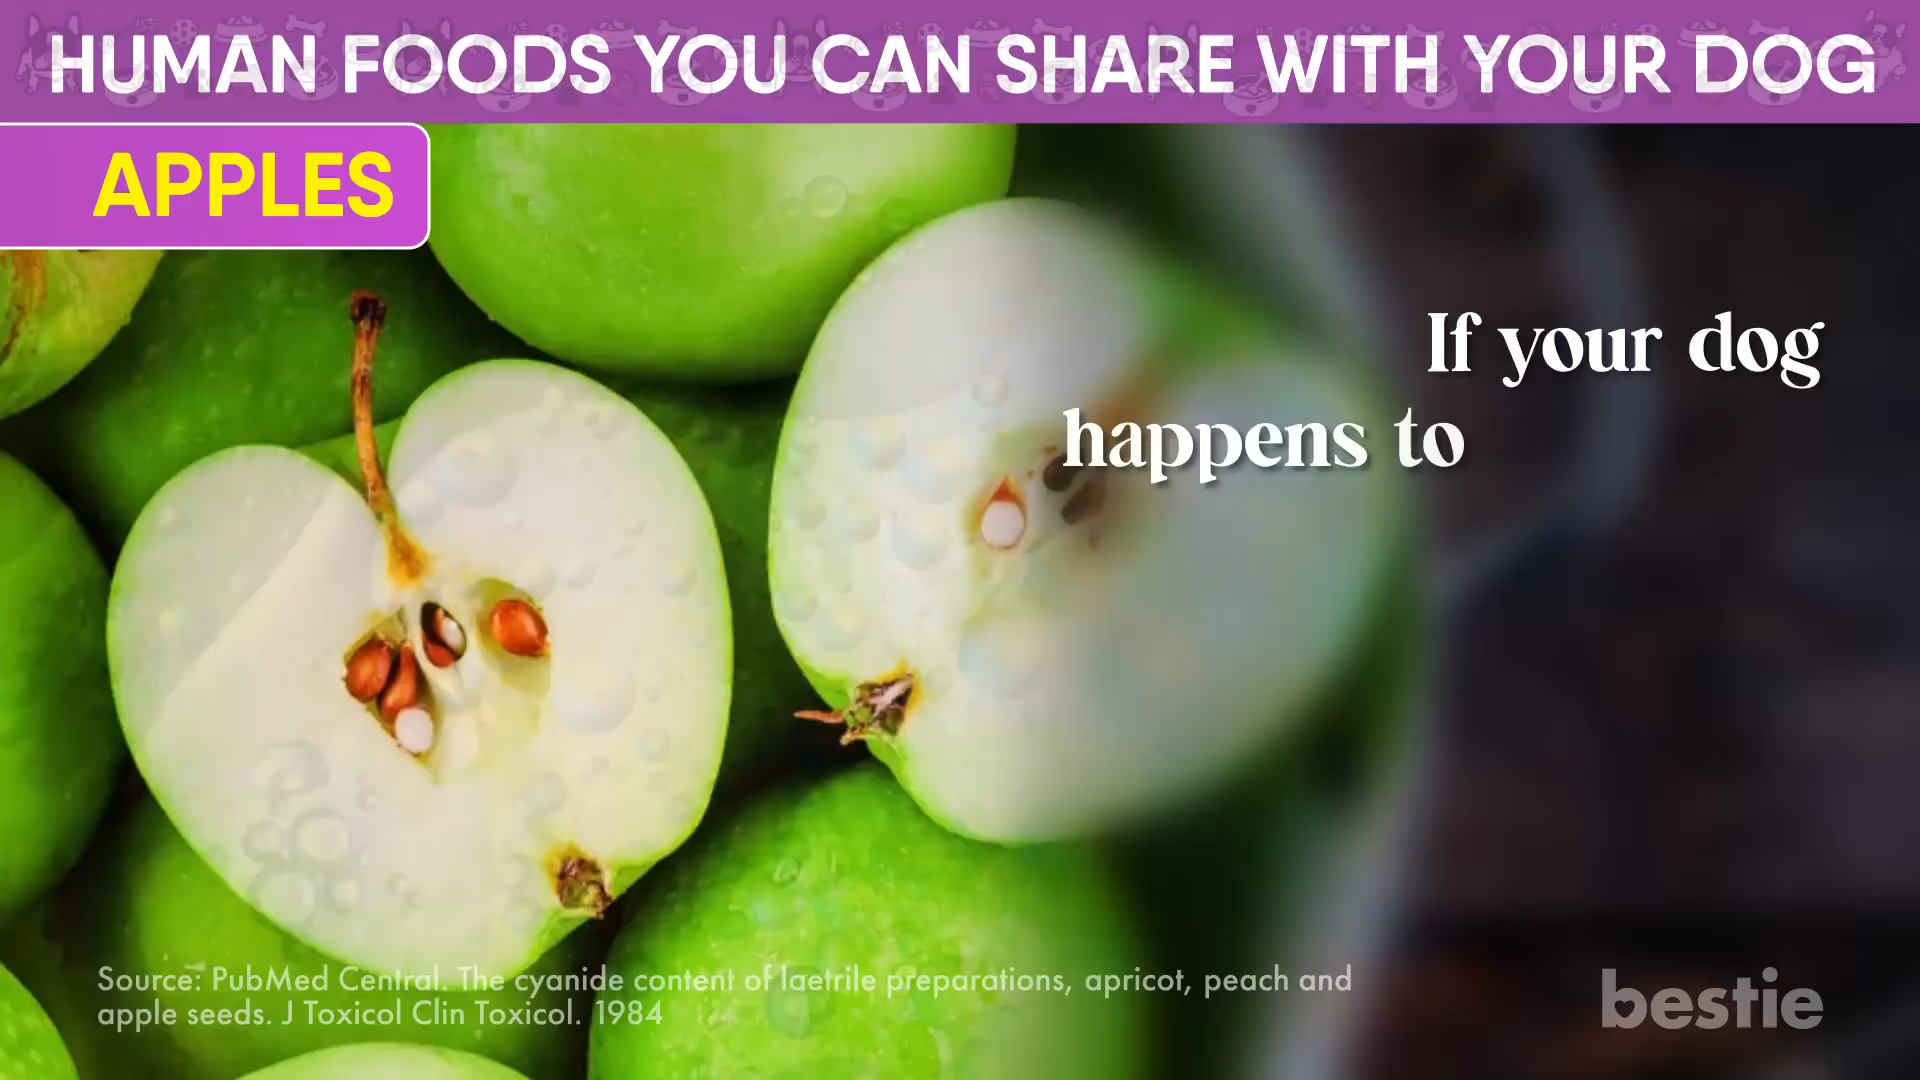 HUMAN FOODS YOU CAN SHARE WITH YOUR DOG
APPLES
If your dog
happens to
Source: PubMed Central. The cyanide content of laetrile preparations, apricot, peach and
apple seeds. J Toxicol Clin Toxicol. 1984
bestie